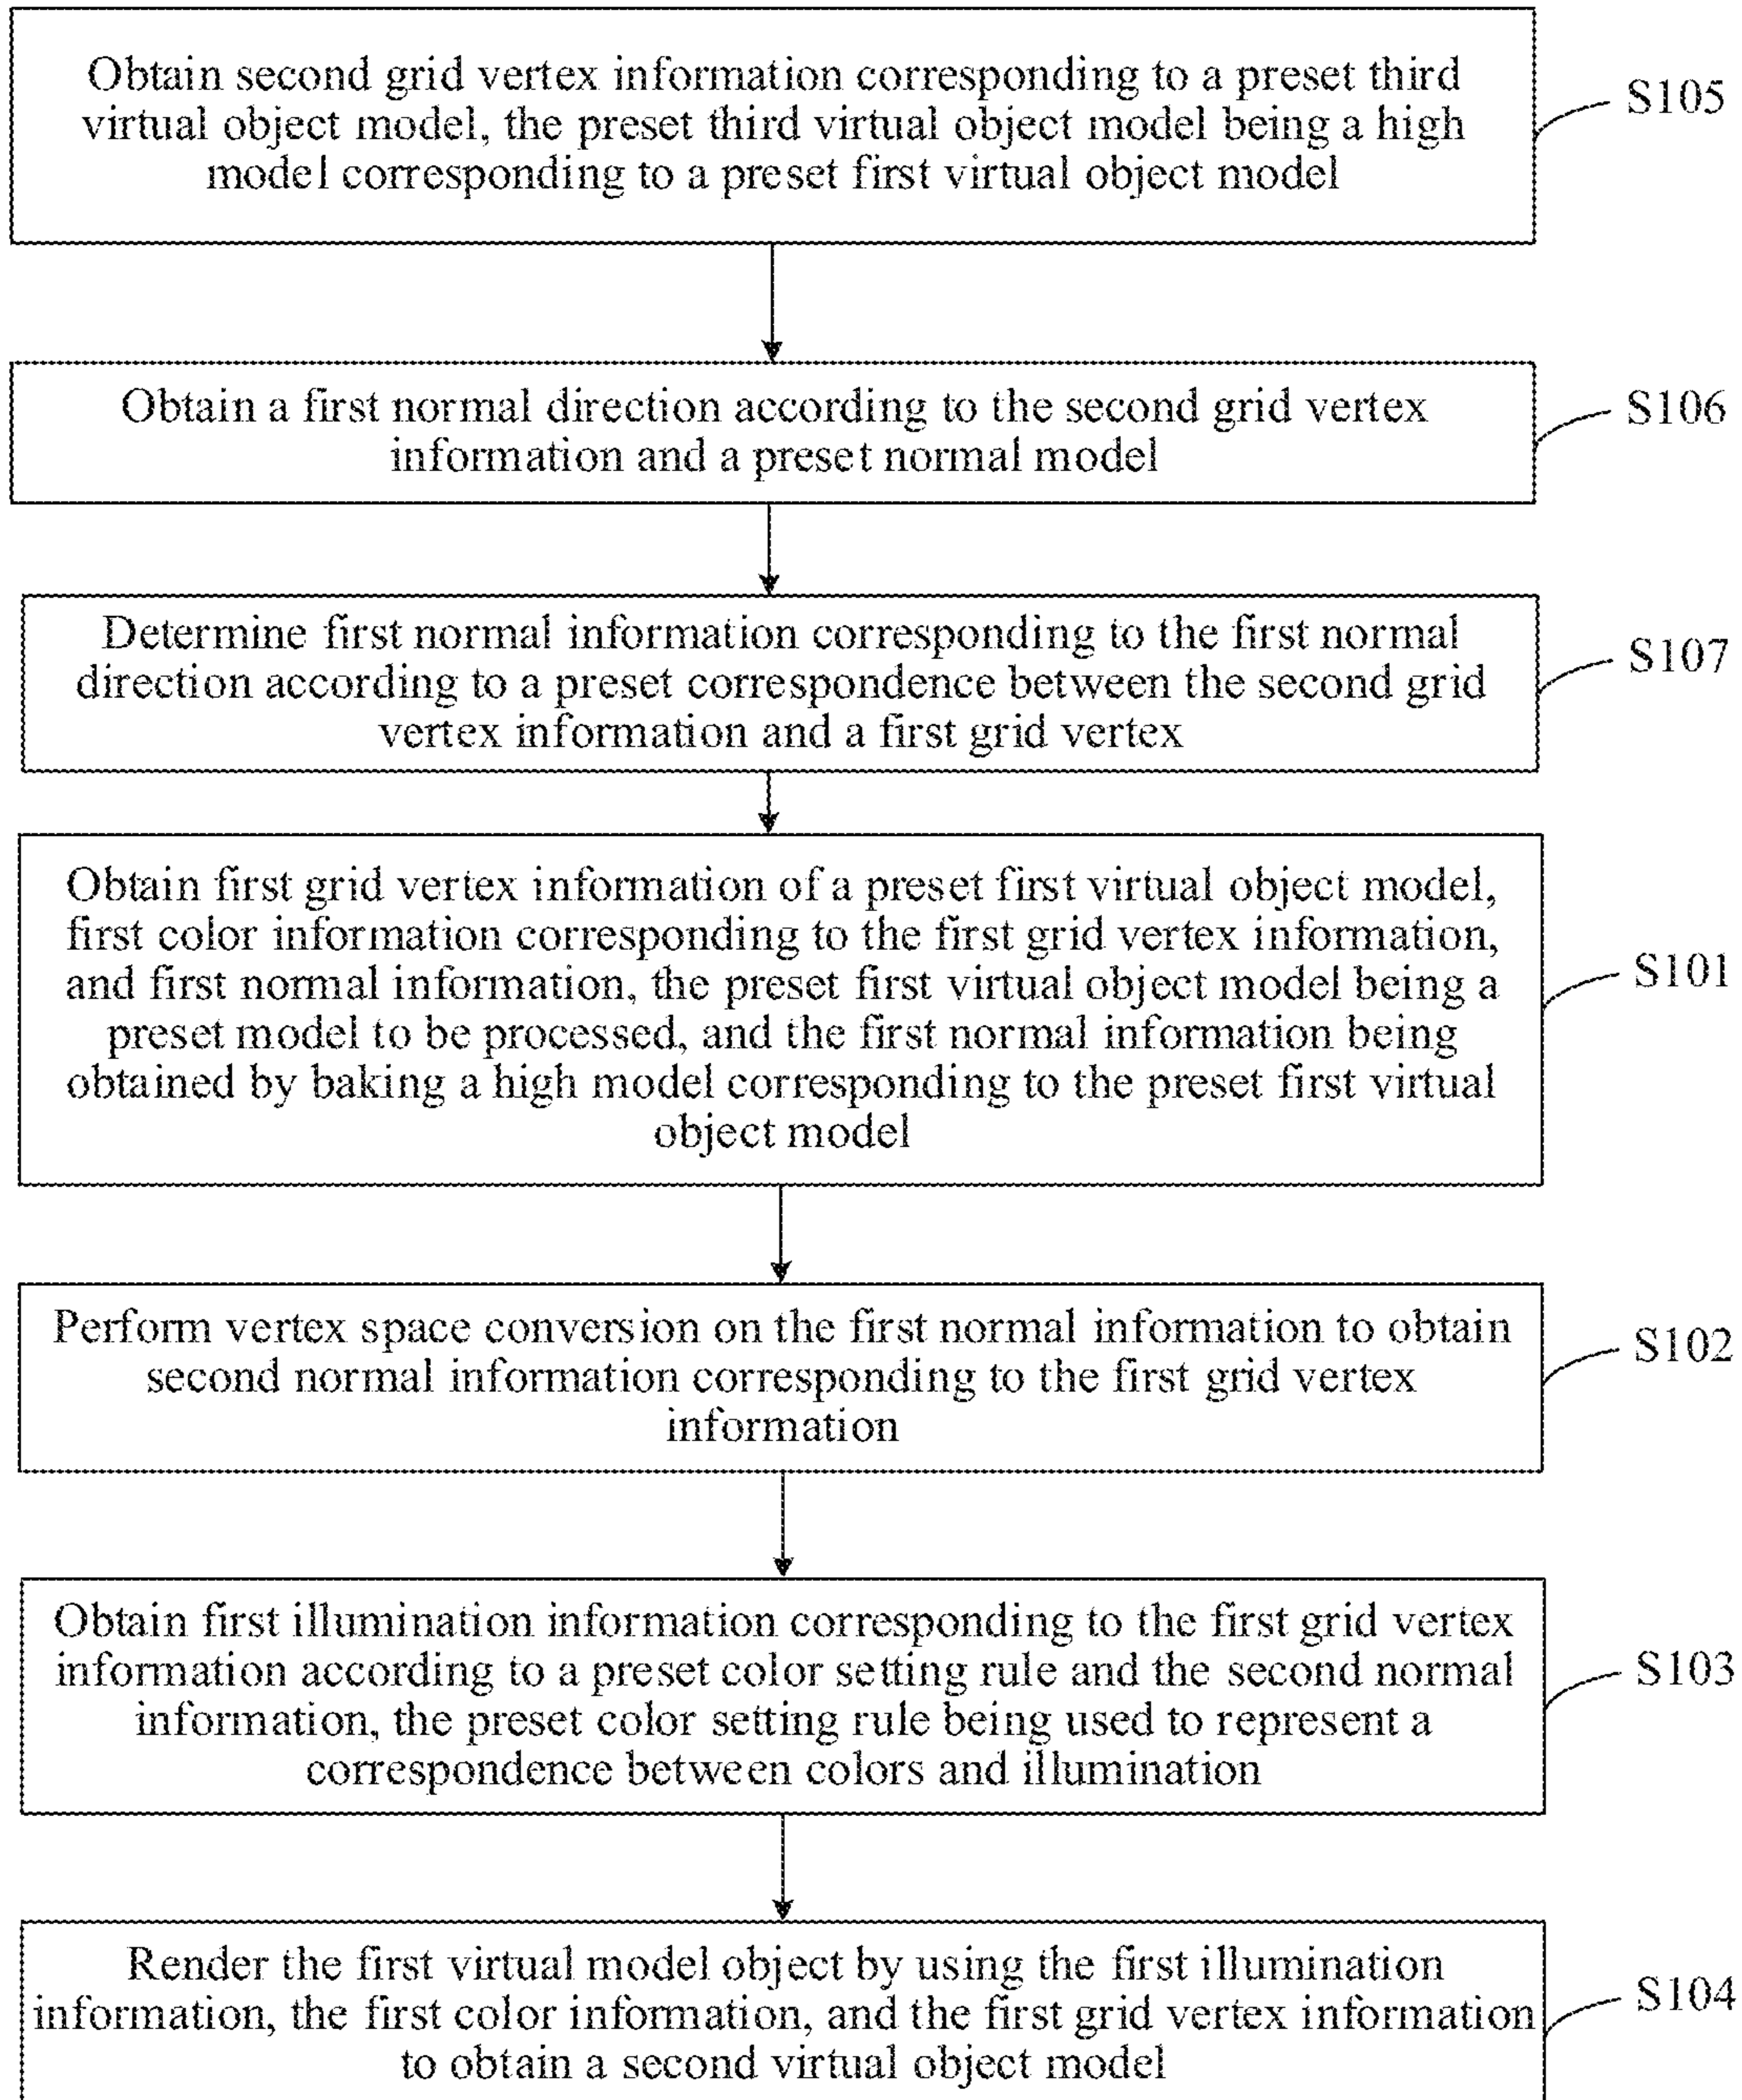 Obtain second grid vertex information corresponding to a preset third
virtual object model, the preset third virtual object model being a high
model corresponding to a preset first virtual object model
S105
Obtain a first normal direction according to the second grid vertex
information and a preset normal model
S106
Determine first normal information corresponding to the first normal
direction according to a preset correspondence between the second grid
vertex information and a first grid vertex
S107
Obtain first grid vertex information of a preset first virtual object model,
first color information corresponding to the first grid vertex information,
and first normal information, the preset first virtual object model being a
preset model to be processed, and the first normal information being
obtained by baking a high model corresponding to the preset first virtual
object model
S101
Perform vertex space conversion on the first normal information to obtain
second normal information corresponding to the first grid vertex
information
S102
Obtain first illumination information corresponding to the first grid vertex
information according to a preset color setting rule and the second normal
information, the preset color setting rule being used to represent a
correspondence between colors and illumination
S103
Render the first virtual model object by using the first illumination
information, the first color information, and the first grid vertex information
to obtain a second virtual object model
S104